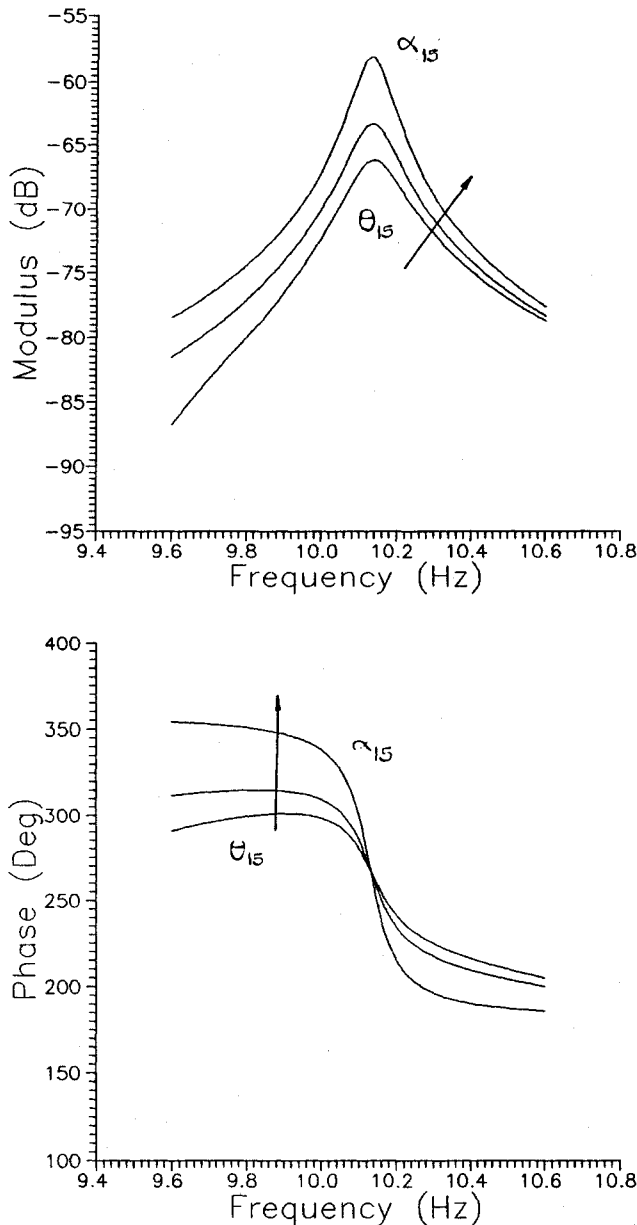 Modulus (dB)
-55
-60
-65
-70
-75
-80
-85
-90
-95
α15
θ15
9.4 9.6 9.8 10.0 10.2 10.4 10.6 10.8
Frequency (Hz)
Phase (Deg)
400
350
300
250
200
150
100
α15
θ15
9.4 9.6 9.8 10.0 10.2 10.4 10.6 10.8
Frequency (Hz)